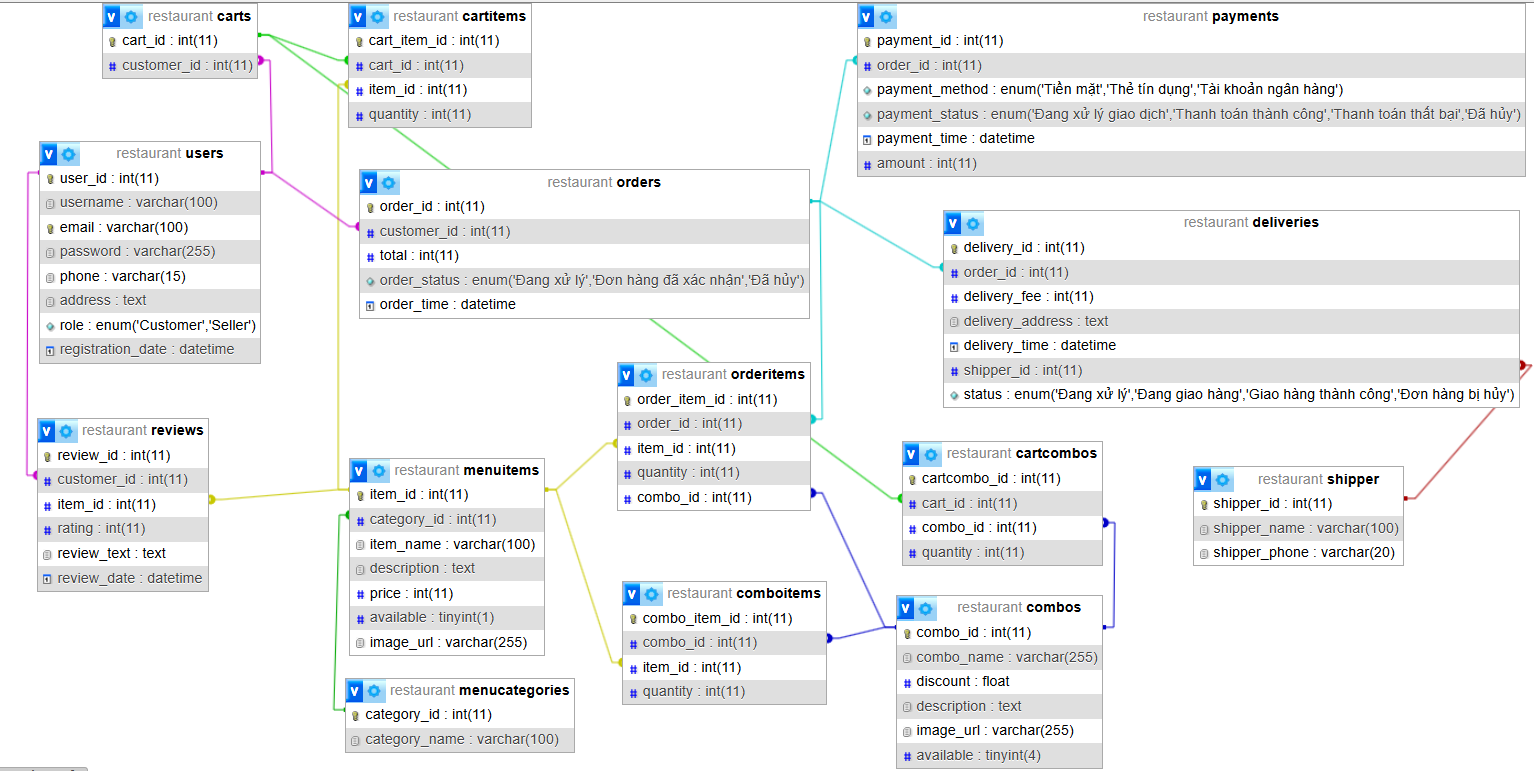 restaurant carts
cart_id : int(11)
customer_id : int(11)
restaurant cartitems
cart_item_id : int(11)
cart_id : int(11)
item_id : int(11)
quantity : int(11)
restaurant payments
payment_id : int(11)
order_id : int(11)
payment_method : enum('Tiền mặt','Thẻ tín dụng','Tài khoản ngân hàng')
payment_status : enum('Đang xử lý giao dịch','Thanh toán thành công','Thanh toán thất bại','Đã hủy')
payment_time : datetime
amount : int(11)
restaurant users
user_id : int(11)
username : varchar(100)
email : varchar(100)
password : varchar(255)
phone : varchar(15)
address : text
role : enum('Customer','Seller')
registration_date : datetime
restaurant orders
order_id : int(11)
customer_id : int(11)
total : int(11)
order_status : enum('Đang xử lý','Đơn hàng đã xác nhận','Đã hủy')
order_time : datetime
restaurant deliveries
delivery_id : int(11)
order_id : int(11)
delivery_fee : int(11)
delivery_address : text
delivery_time : datetime
shipper_id : int(11)
status : enum('Đang xử lý','Đang giao hàng','Giao hàng thành công','Đơn hàng bị hủy')
restaurant reviews
review_id : int(11)
customer_id : int(11)
item_id : int(11)
rating : int(11)
review_text : text
review_date : datetime
restaurant menuitems
item_id : int(11)
category_id : int(11)
item_name : varchar(100)
description : text
price : int(11)
available : tinyint(1)
image_url : varchar(255)
restaurant orderitems
order_item_id : int(11)
order_id : int(11)
item_id : int(11)
quantity : int(11)
combo_id : int(11)
restaurant cartcombos
cartcombo_id : int(11)
cart_id : int(11)
combo_id : int(11)
quantity : int(11)
restaurant shipper
shipper_id : int(11)
shipper_name : varchar(100)
shipper_phone : varchar(20)
restaurant comboitems
combo_item_id : int(11)
combo_id : int(11)
item_id : int(11)
quantity : int(11)
restaurant combos
combo_id : int(11)
combo_name : varchar(255)
discount : float
description : text
image_url : varchar(255)
available : tinyint(4)
restaurant menucategories
category_id : int(11)
category_name : varchar(100)